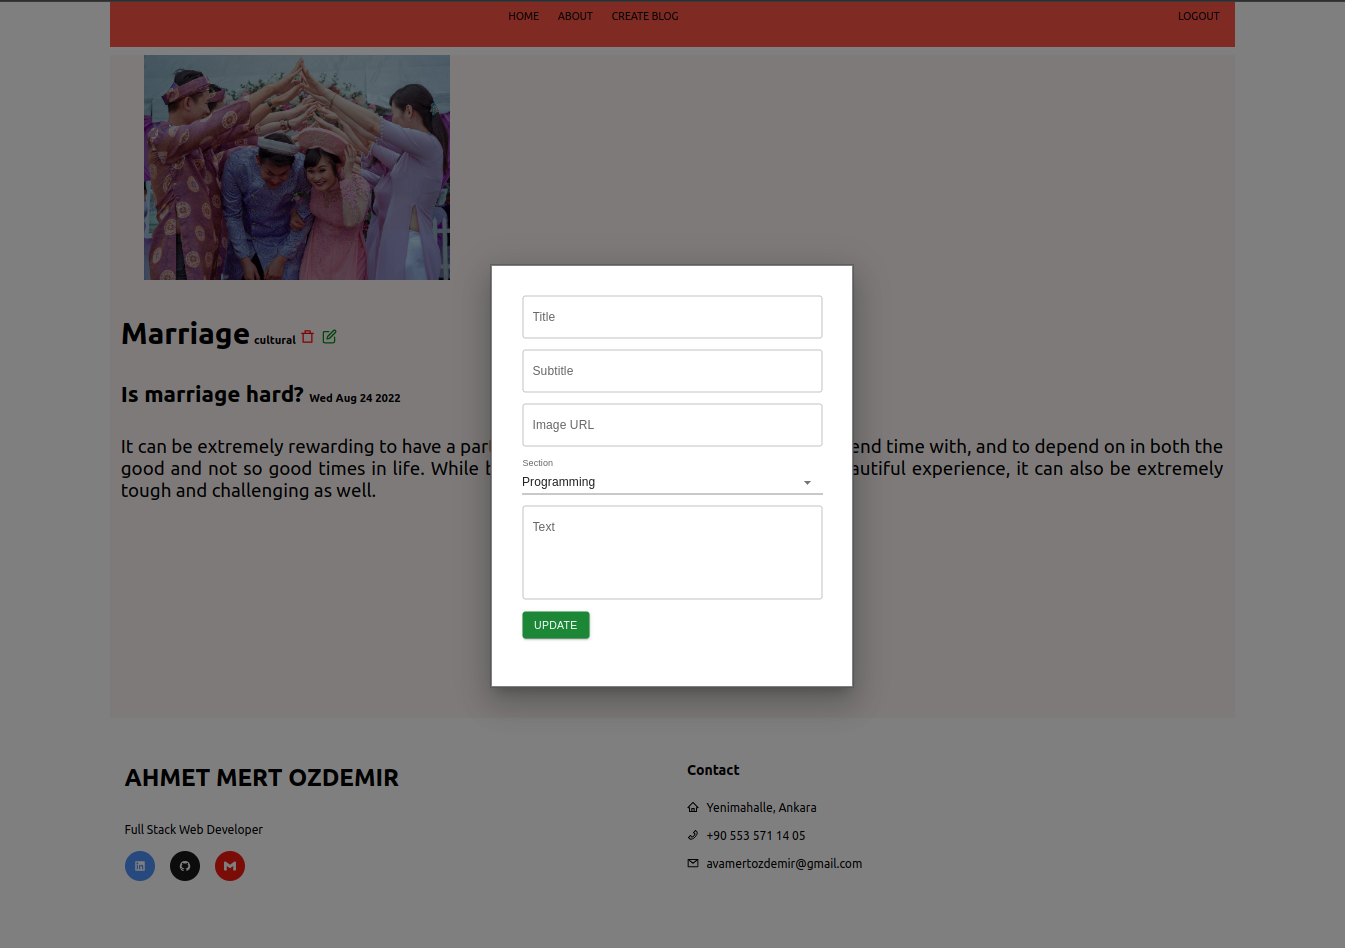 HOME ABOUT CREATE BLOG LOGOUT
Marriage cultural
Is marriage hard? Wed Aug 24 2022
It can be extremely rewarding to have a end time with, and to depend on in both the
good and not so good times in life. While experience, it can also be extremely
tough and challenging as well.
Title
Subtitle
Image URL
Section
Programming
Text
UPDATE
AHMET MERT OZDEMIR
Full Stack Web Developer
Contact
Yenimahalle, Ankara
+90 553 571 14 05
avamertozdemir@gmail.com